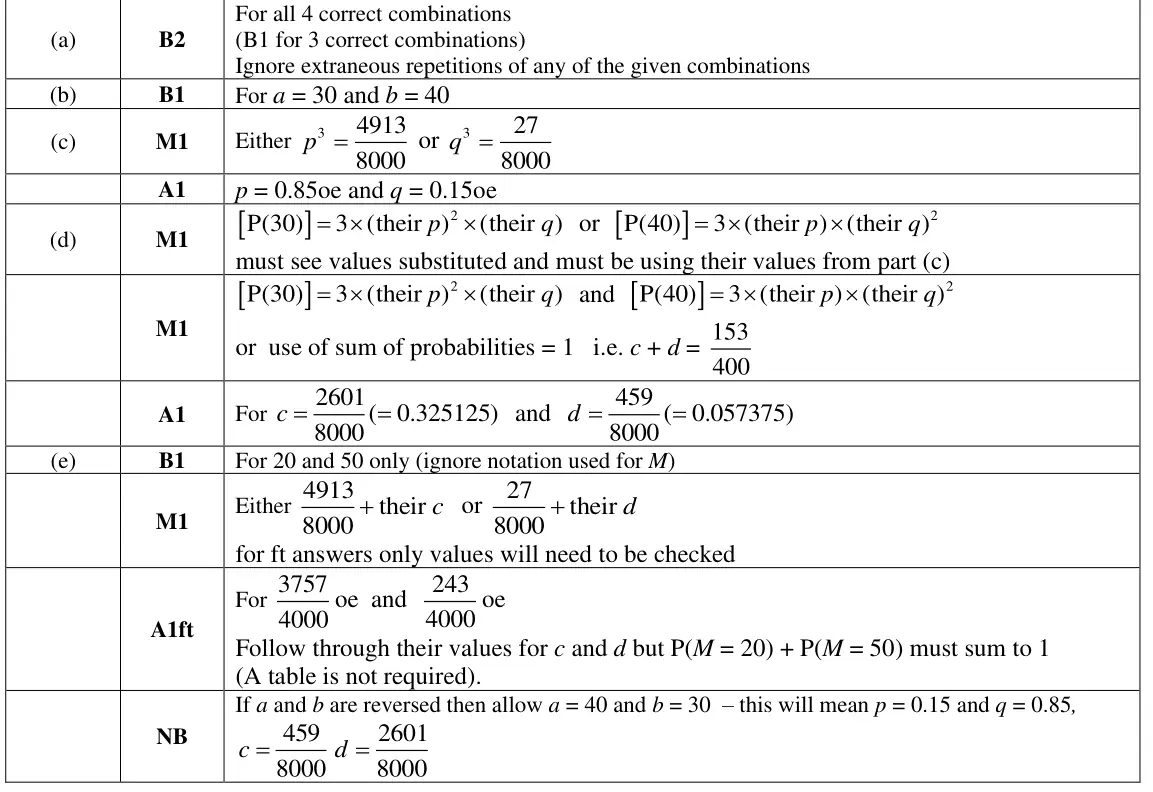 (a) B2 For all 4 correct combinations
(B1 for 3 correct combinations)
Ignore extraneous repetitions of any of the given combinations
(b) B1 For a = 30 and b = 40
(c) M1 Either p³ = 4913/8000 or q³ = 27/8000
A1 p = 0.85oe and q = 0.15oe
(d) M1 [P(30)] = 3×(their p)²×(their q) or [P(40)] = 3×(their p)×(their q)²
must see values substituted and must be using their values from part (c)
M1 [P(30)] = 3×(their p)²×(their q) and [P(40)] = 3×(their p)×(their q)²
or use of sum of probabilities = 1 i.e. c + d = 153/400
A1 For c = 2601/8000 (= 0.325125) and d = 459/8000 (= 0.057375)
(e) B1 For 20 and 50 only (ignore notation used for M)
M1 Either 4913/8000 + their c or 27/8000 + their d
for ft answers only values will need to be checked
A1ft For 3757/4000 oe and 243/4000 oe
Follow through their values for c and d but P(M = 20) + P(M = 50) must sum to 1
(A table is not required).
NB If a and b are reversed then allow a = 40 and b = 30 – this will mean p = 0.15 and q = 0.85,
c = 459/8000 d = 2601/8000